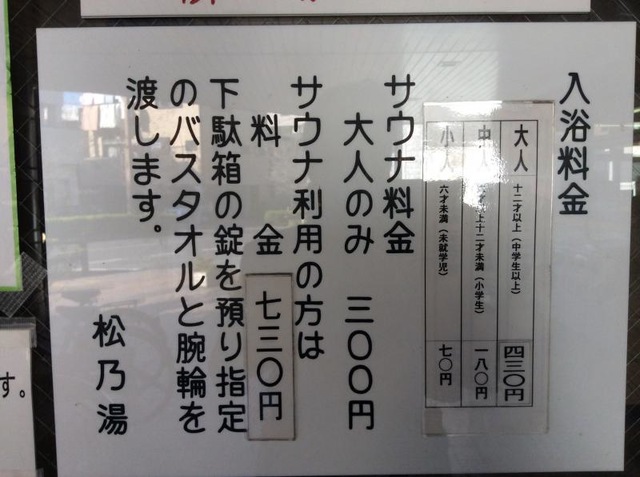 入浴料金
大人 十二才以上（中学生以上） 四三〇円
中人 六才以上十二才未満（小学生） 一八〇円
小人 六才未満（未就学児） 七〇円
サウナ料金
大人のみ 三〇〇円
サウナ利用の方は
料金 七三〇円
下駄箱の錠を預り指定
のバスタオルと腕輪を
渡します。
松乃湯
す。